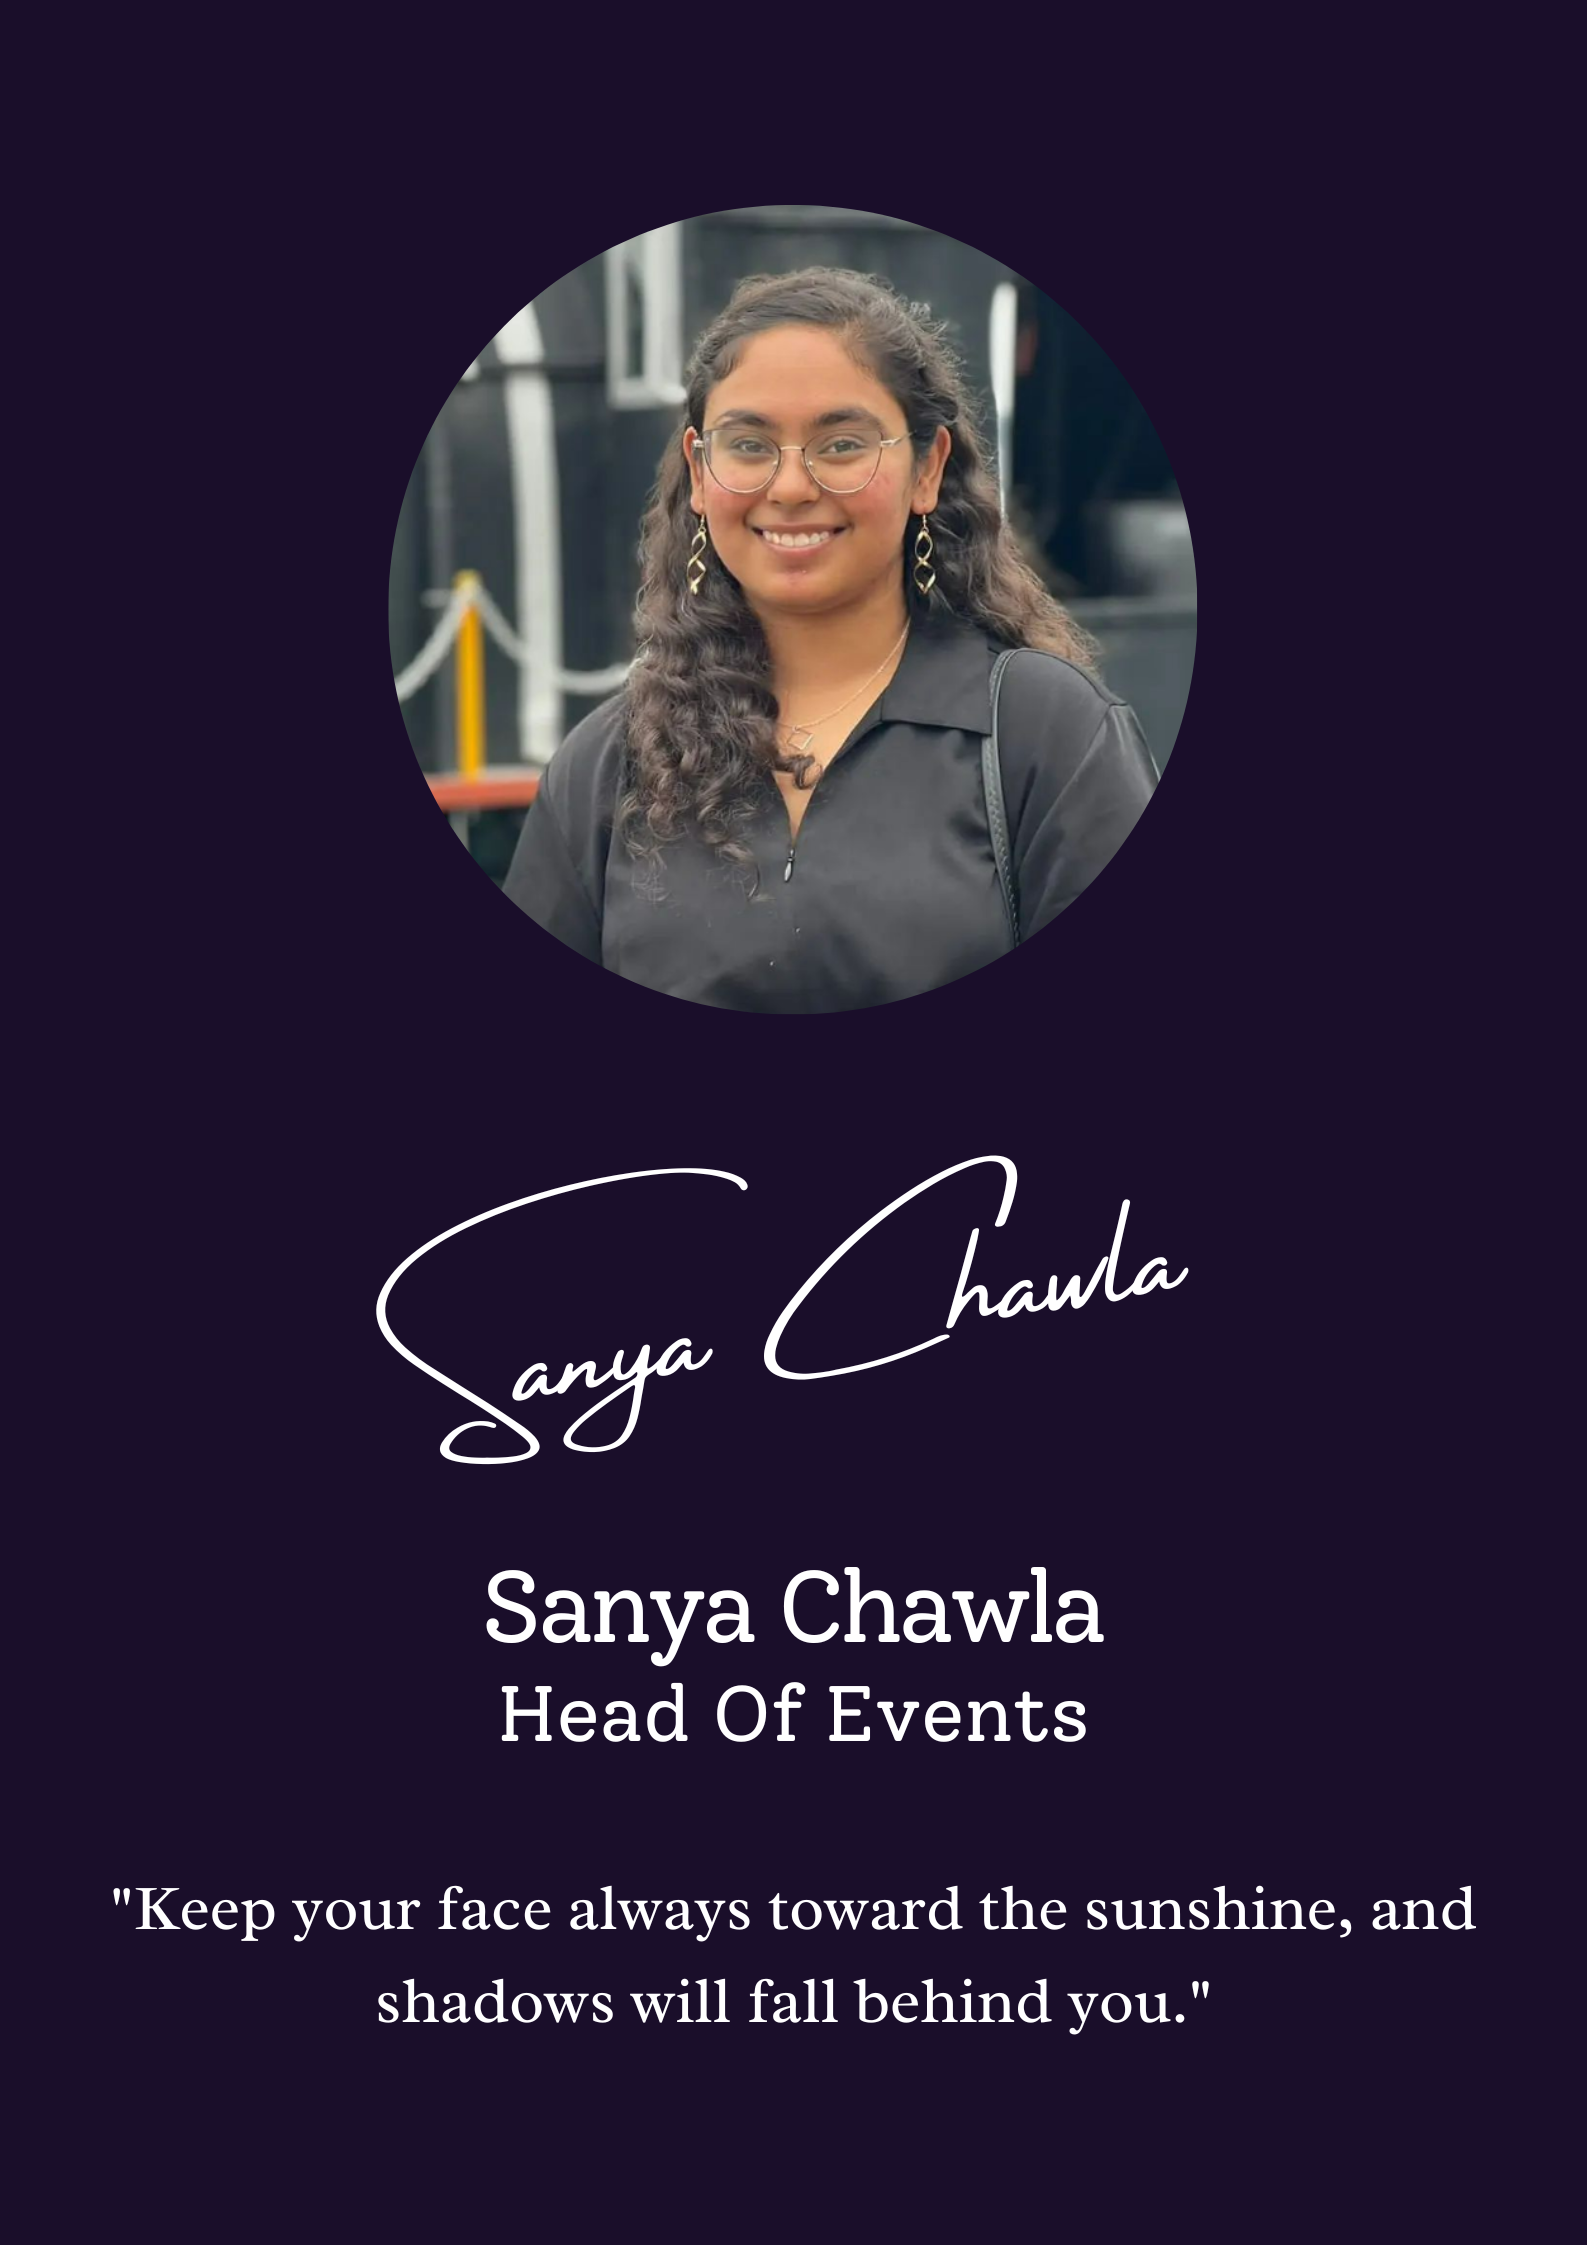 Sanya Chawla
Sanya Chawla
Head Of Events
"Keep your face always toward the sunshine, and
shadows will fall behind you."